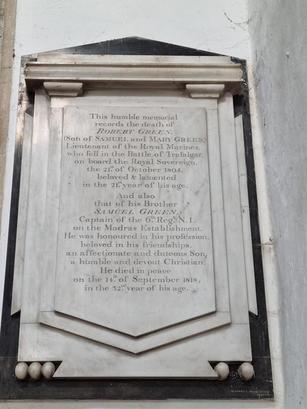 This humble memorial
records the death of
ROBERT GREEN,
(Son of SAMUEL and MARY GREEN)
Lieutenant of the Royal Marines,
who fell in the Battle of Trafalgar,
on board the Royal Sovereign,
the 21st of October 1805,
beloved & lamented
in the 21st year of his age.
And also
that of his Brother
SAMUEL GREEN,
Captain of the 6th Regt N. I.
on the Madras Establishment.
He was honoured in his profession,
beloved in his friendships,
an affectionate and duteous Son,
a humble and devout Christian.
He died in peace
on the 14th of September 1818,
in the 32nd year of his age.